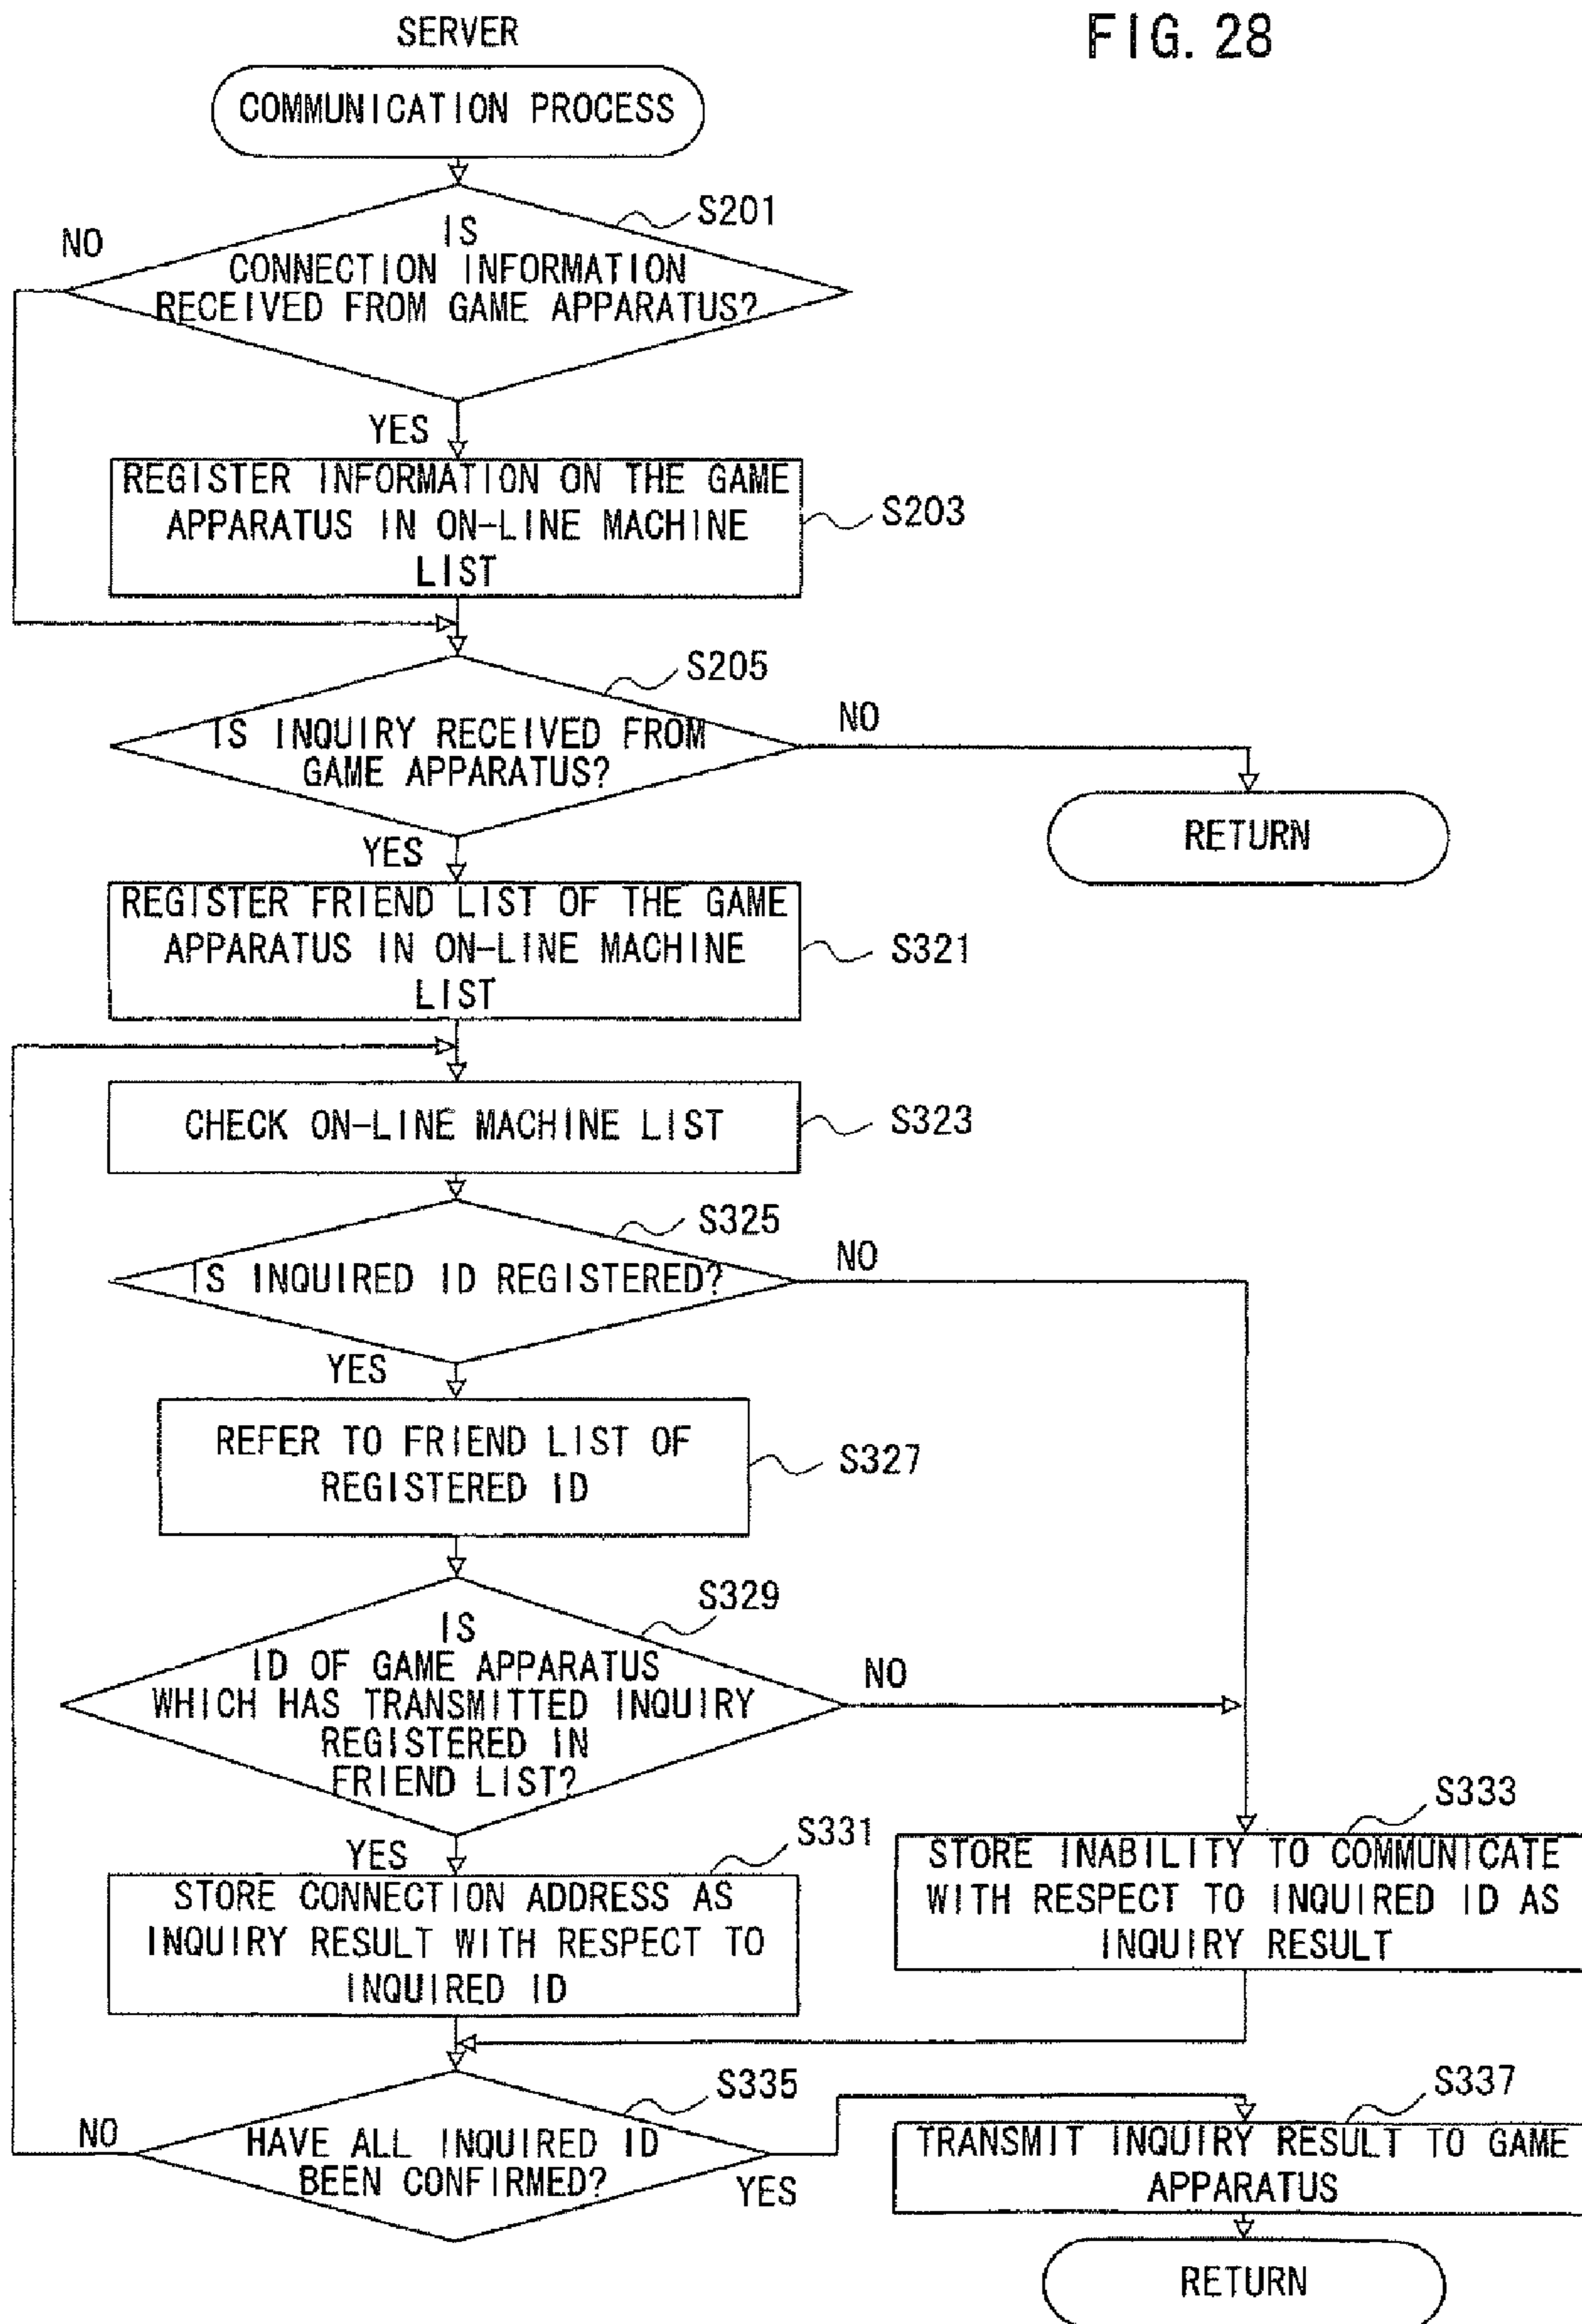 SERVER
FIG. 28
COMMUNICATION PROCESS
S201
NO
IS
CONNECTION INFORMATION
RECEIVED FROM GAME APPARATUS?
YES
REGISTER INFORMATION ON THE GAME
APPARATUS IN ON-LINE MACHINE
LIST
S203
S205
IS INQUIRY RECEIVED FROM
GAME APPARATUS?
NO
RETURN
YES
REGISTER FRIEND LIST OF THE GAME
APPARATUS IN ON-LINE MACHINE
LIST
S321
CHECK ON-LINE MACHINE LIST
S323
S325
IS INQUIRED ID REGISTERED?
NO
YES
REFER TO FRIEND LIST OF
REGISTERED ID
S327
S329
IS
ID OF GAME APPARATUS
WHICH HAS TRANSMITTED INQUIRY
REGISTERED IN
FRIEND LIST?
NO
YES
S331
STORE CONNECTION ADDRESS AS
INQUIRY RESULT WITH RESPECT TO
INQUIRED ID
S333
STORE INABILITY TO COMMUNICATE
WITH RESPECT TO INQUIRED ID AS
INQUIRY RESULT
S335
NO
HAVE ALL INQUIRED ID
BEEN CONFIRMED?
YES
S337
TRANSMIT INQUIRY RESULT TO GAME
APPARATUS
RETURN